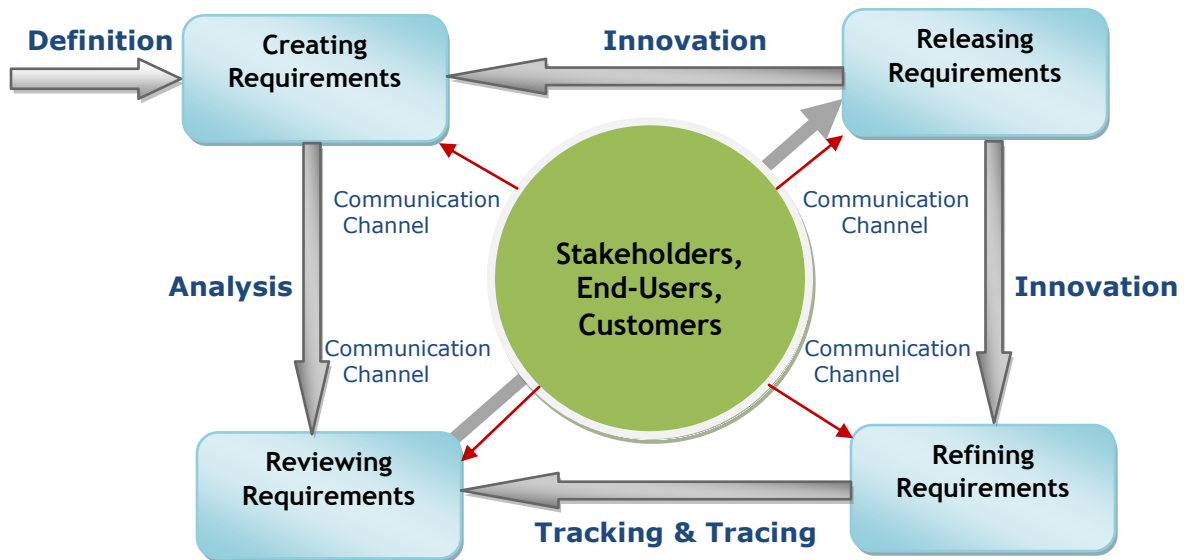 Definition
Creating
Requirements
Innovation
Releasing
Requirements
Communication
Channel
Communication
Channel
Stakeholders,
End-Users,
Customers
Analysis
Innovation
Communication
Channel
Communication
Channel
Reviewing
Requirements
Refining
Requirements
Tracking & Tracing